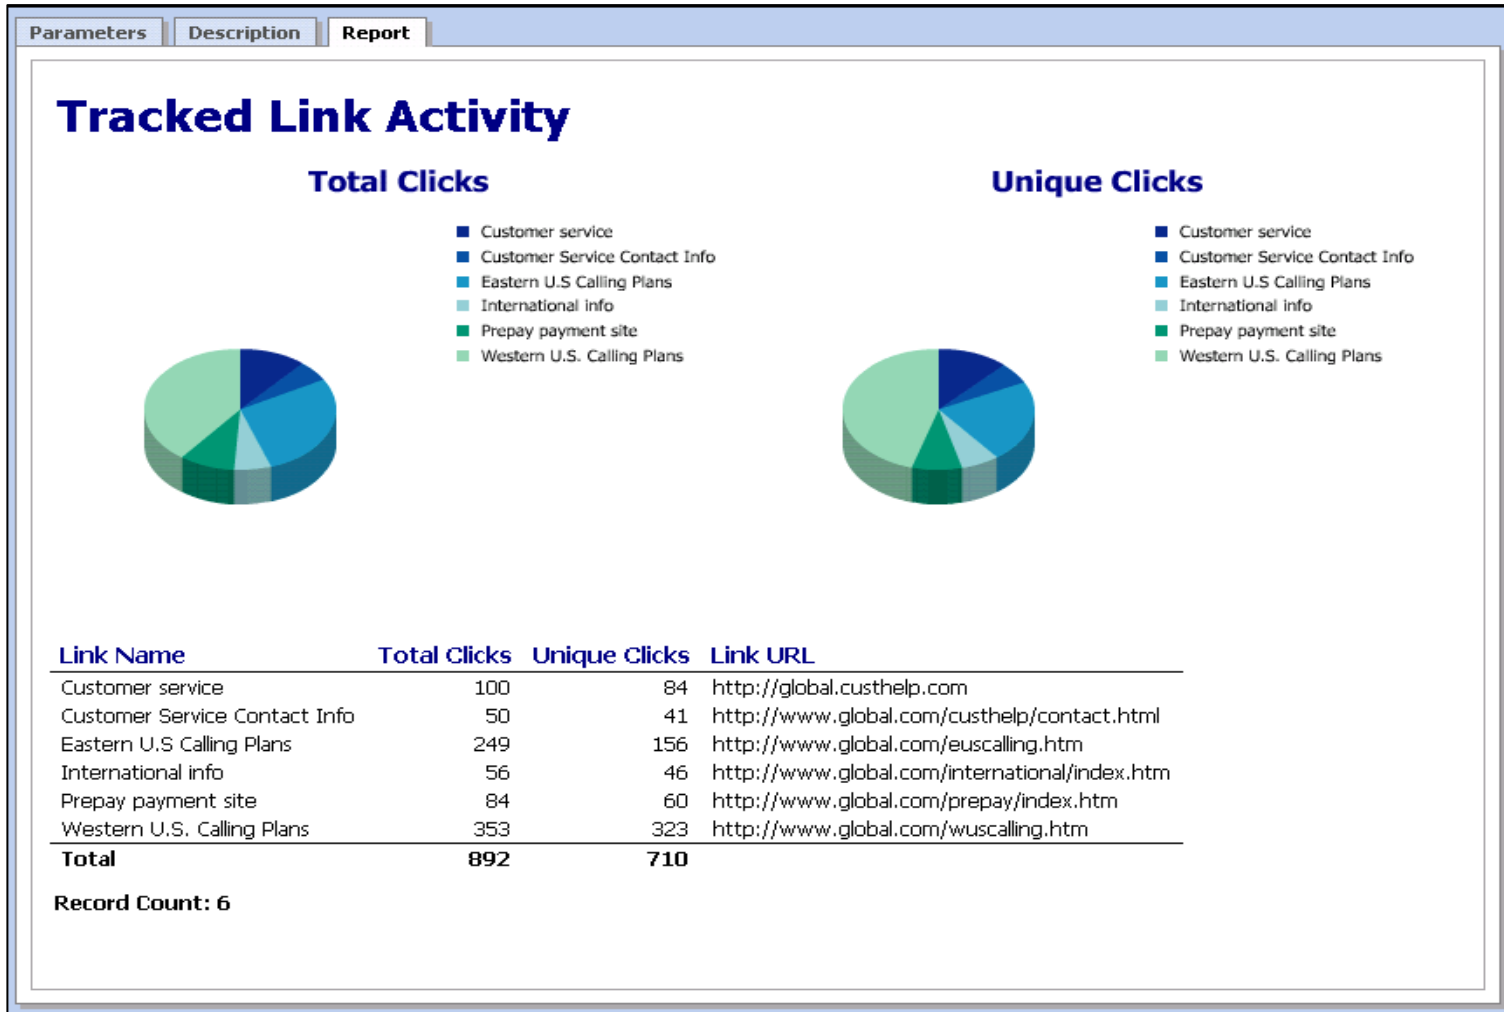 Parameters Description Report
Tracked Link Activity
Total Clicks
Customer service
Customer Service Contact Info
Eastern U.S Calling Plans
International info
Prepay payment site
Western U.S. Calling Plans
Unique Clicks
Customer service
Customer Service Contact Info
Eastern U.S Calling Plans
International info
Prepay payment site
Western U.S. Calling Plans
Link Name Total Clicks Unique Clicks Link URL
Customer service 100 84 http://global.custhelp.com
Customer Service Contact Info 50 41 http://www.global.com/custhelp/contact.html
Eastern U.S Calling Plans 249 156 http://www.global.com/euscalling.htm
International info 56 46 http://www.global.com/international/index.htm
Prepay payment site 84 60 http://www.global.com/prepay/index.htm
Western U.S. Calling Plans 353 323 http://www.global.com/wuscalling.htm
Total 892 710
Record Count: 6